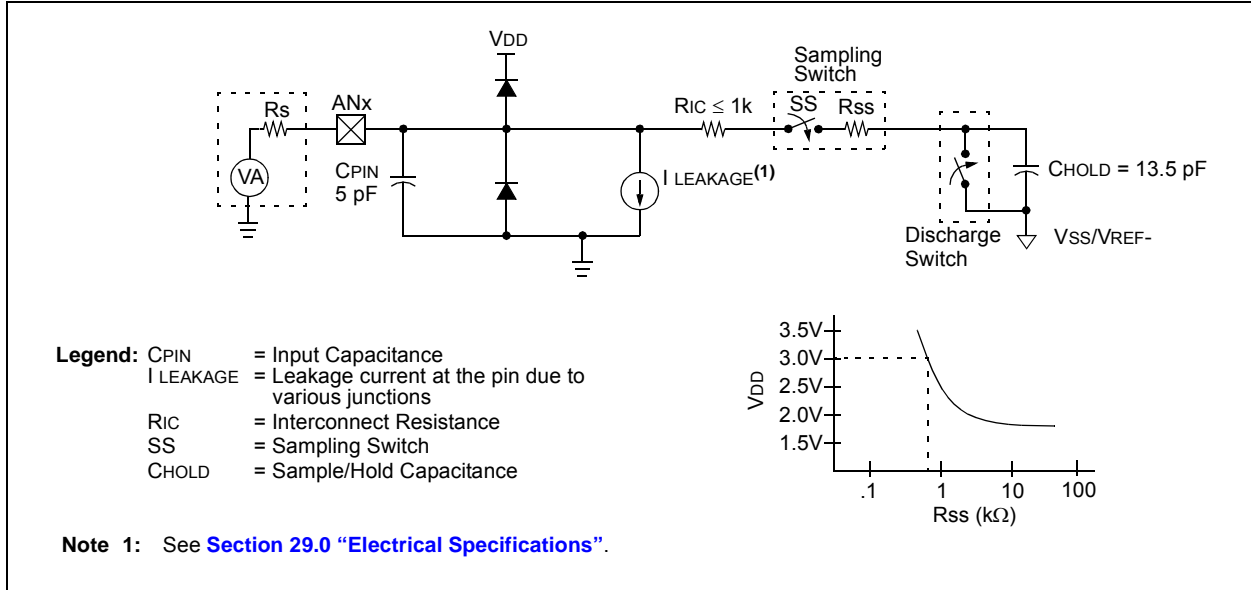 VDD
Sampling
Switch
Rs
ANx
RIC ≤ 1k
SS
Rss
VA
CPIN
5 pF
I LEAKAGE(1)
CHOLD = 13.5 pF
Discharge
Switch
VSS/VREF-
Legend: CPIN = Input Capacitance
I LEAKAGE = Leakage current at the pin due to
various junctions
RIC = Interconnect Resistance
SS = Sampling Switch
CHOLD = Sample/Hold Capacitance
VDD
3.5V
3.0V
2.5V
2.0V
1.5V
.1 1 10 100
Rss (kΩ)
Note 1: See Section 29.0 “Electrical Specifications”.